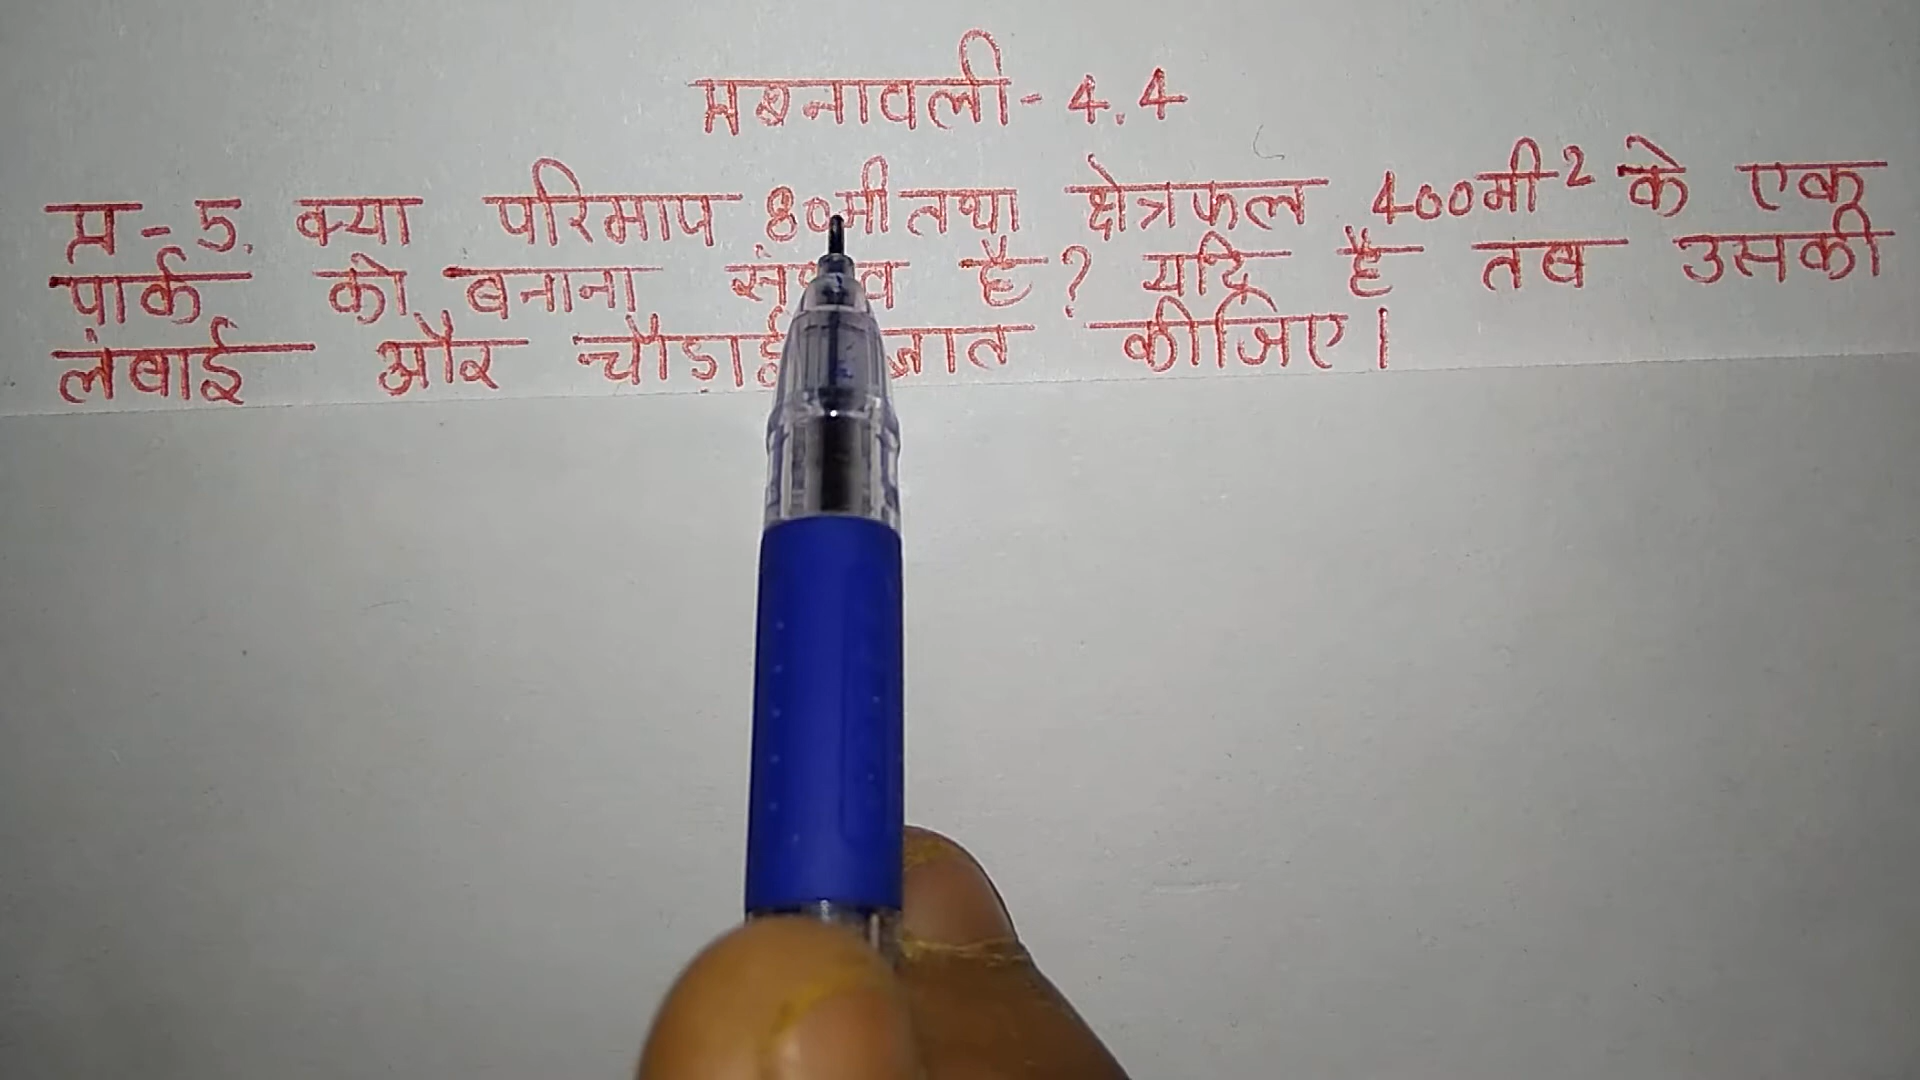 प्रश्नावली - 4.4
प्र - 5. क्या परिमाप 80मी तथा क्षेत्रफल 400मी² के एक
पार्क को बनाना है? यदि है तब उसकी
लंबाई और चौडाई कीजिए।